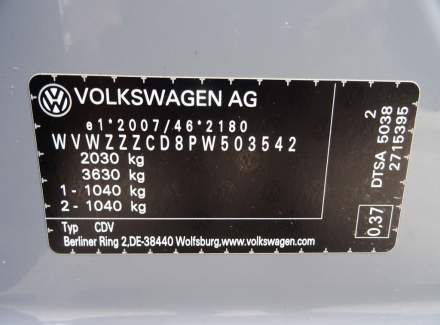 VOLKSWAGEN AG
e1*2007/46*2180
WVWZZZCD8PW503542
2030 kg
3630 kg
1 - 1040 kg
2 - 1040 kg
Typ CDV
Berliner Ring 2,DE-38440 Wolfsburg,www.volkswagen.com
2
DTSA 5038
2715395
0.37